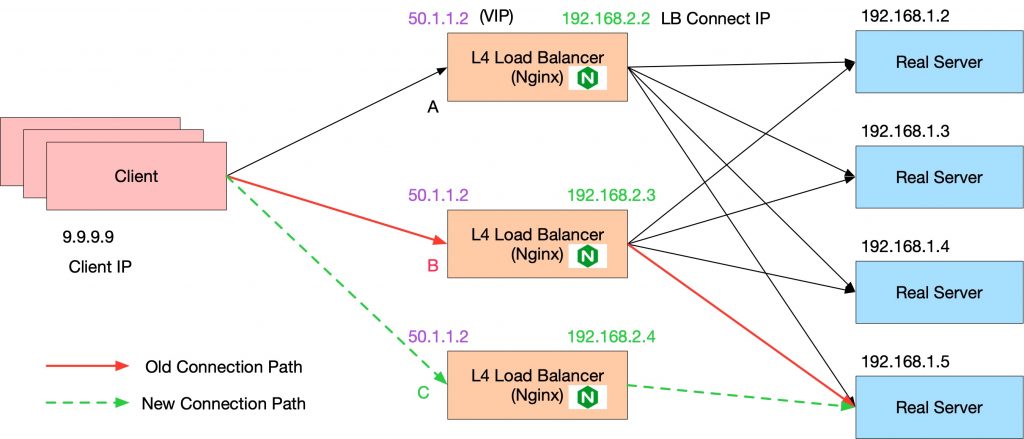 50.1.1.2 (VIP) 192.168.2.2 LB Connect IP
192.168.1.2
L4 Load Balancer
(Nginx) N
Real Server
A
192.168.1.3
Client
Real Server
50.1.1.2 192.168.2.3
9.9.9.9
Client IP
L4 Load Balancer
(Nginx) N
B
192.168.1.4
Real Server
50.1.1.2 192.168.2.4
192.168.1.5
L4 Load Balancer
(Nginx) N
C
Real Server
Old Connection Path
New Connection Path